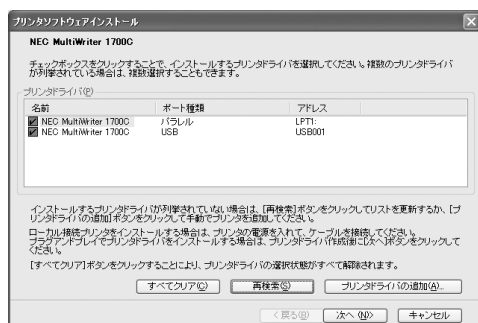 プリンタソフトウェアインストール
NEC MultiWriter 1700C
チェックボックスをクリックすることで、インストールするプリンタドライバを選択してください。複数のプリンタドライバ
が列挙されている場合は、複数選択することもできます。
プリンタドライバ(P)
名前 ポート種類 アドレス
NEC MultiWriter 1700C パラレル LPT1:
NEC MultiWriter 1700C USB USB001
インストールするプリンタドライバが列挙されていない場合は、[再検索]ボタンをクリックしてリストを更新するか、[プ
リンタドライバの追加]ボタンをクリックして手動でプリンタを追加してください。
ローカル接続プリンタをインストールする場合は、プリンタの電源を入れて、ケーブルを接続してください。
プラグアンドプレイでプリンタドライバをインストールする場合は、プリンタドライバ作成後に[次へ]ボタンをクリックして
ください。
[すべてクリア]ボタンをクリックすることにより、プリンタドライバの選択状態がすべて解除されます。
すべてクリア(C) 再検索(S) プリンタドライバの追加(A)...
< 戻る(B) 次へ (N)> キャンセル